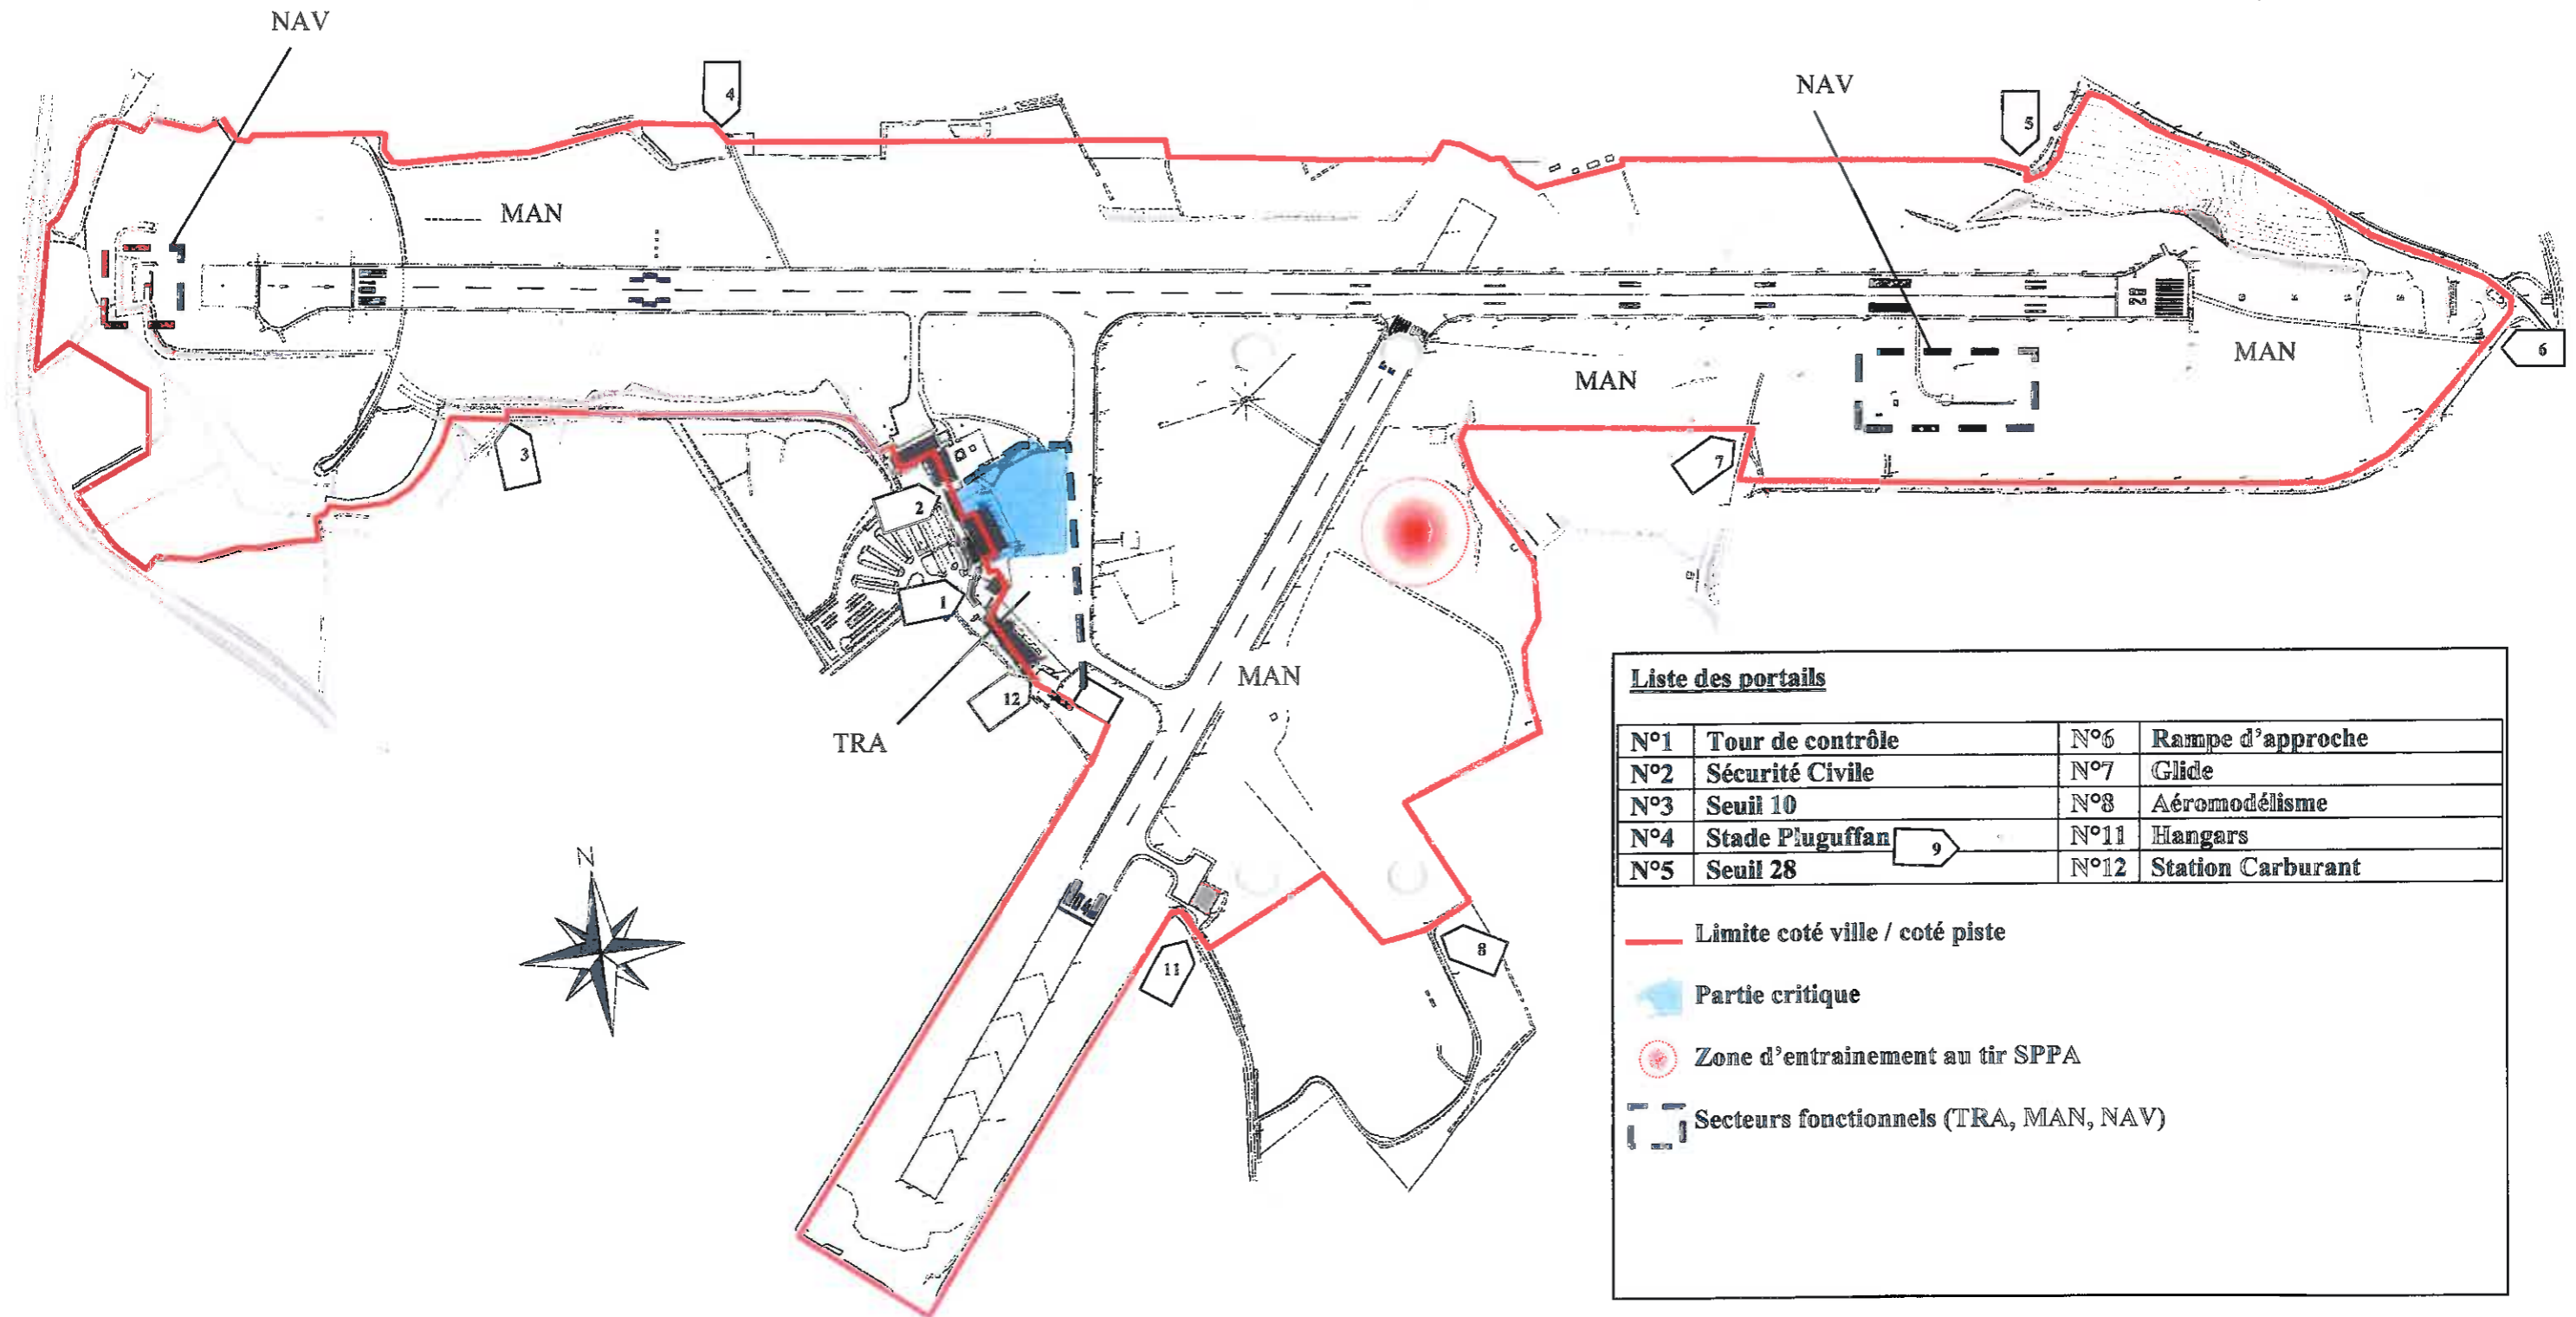 NAV
4
NAV
5
MAN
28
6
MAN
MAN
3
7
2
1
MAN
12
TRA
04
11
8
N
Liste des portails
N°1 Tour de contrôle N°6 Rampe d'approche
N°2 Sécurité Civile N°7 Glide
N°3 Seuil 10 N°8 Aéromodélisme
N°4 Stade Pluguffan 9 N°11 Hangars
N°5 Seuil 28 N°12 Station Carburant
Limite coté ville / coté piste
Partie critique
Zone d'entrainement au tir SPPA
Secteurs fonctionnels (TRA, MAN, NAV)